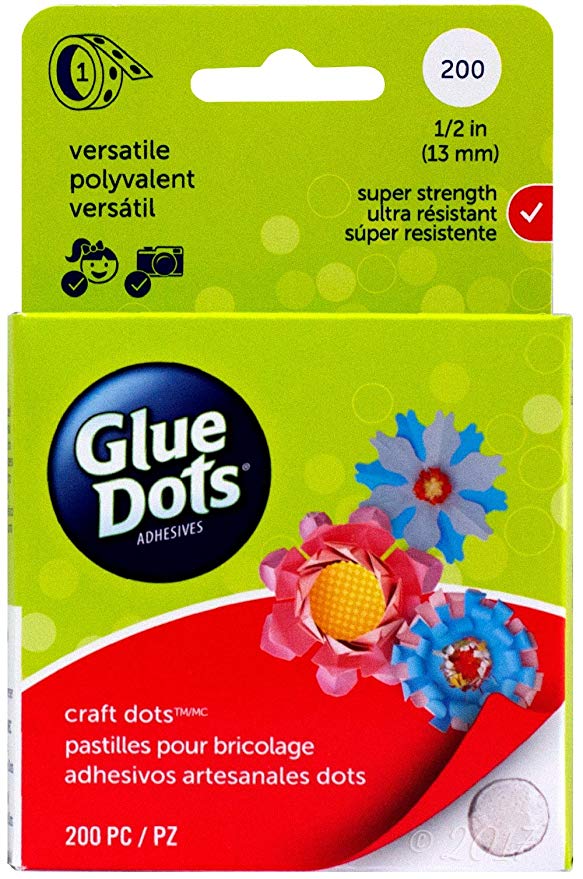 1
200
1/2 in
(13 mm)
versatile
polyvalent
versátil
super strength
ultra résistant
súper resistente
Glue
Dots®
ADHESIVES
craft dots™/MC
pastilles pour bricolage
adhesivos artesanales dots
200 PC / PZ
© 2017